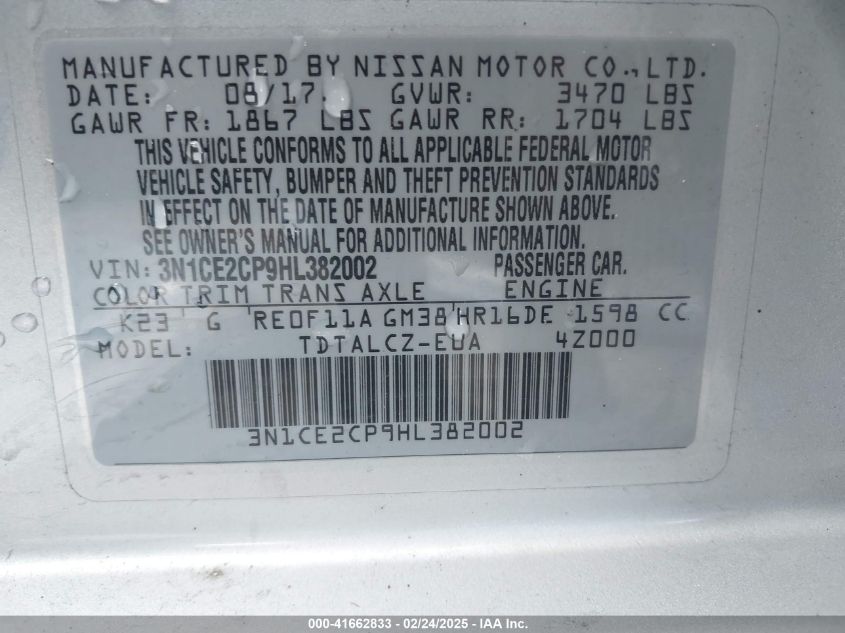 MANUFACTURED BY NISSAN MOTOR CO., LTD.
DATE: 08/17 GVWR: 3470 LBS
GAWR FR: 1867 LBS GAWR RR: 1704 LBS
THIS VEHICLE CONFORMS TO ALL APPLICABLE FEDERAL MOTOR
VEHICLE SAFETY, BUMPER AND THEFT PREVENTION STANDARDS
IN EFFECT ON THE DATE OF MANUFACTURE SHOWN ABOVE.
SEE OWNER'S MANUAL FOR ADDITIONAL INFORMATION.
VIN: 3N1CE2CP9HL382002 PASSENGER CAR.
COLOR TRIM TRANS AXLE ENGINE
K23 G RE0F11A GM38 HR16DE 1598 CC
MODEL: TDTALCZ-EUA 4Z000
3N1CE2CP9HL382002
000-41662833 - 02/24/2025 - IAA Inc.